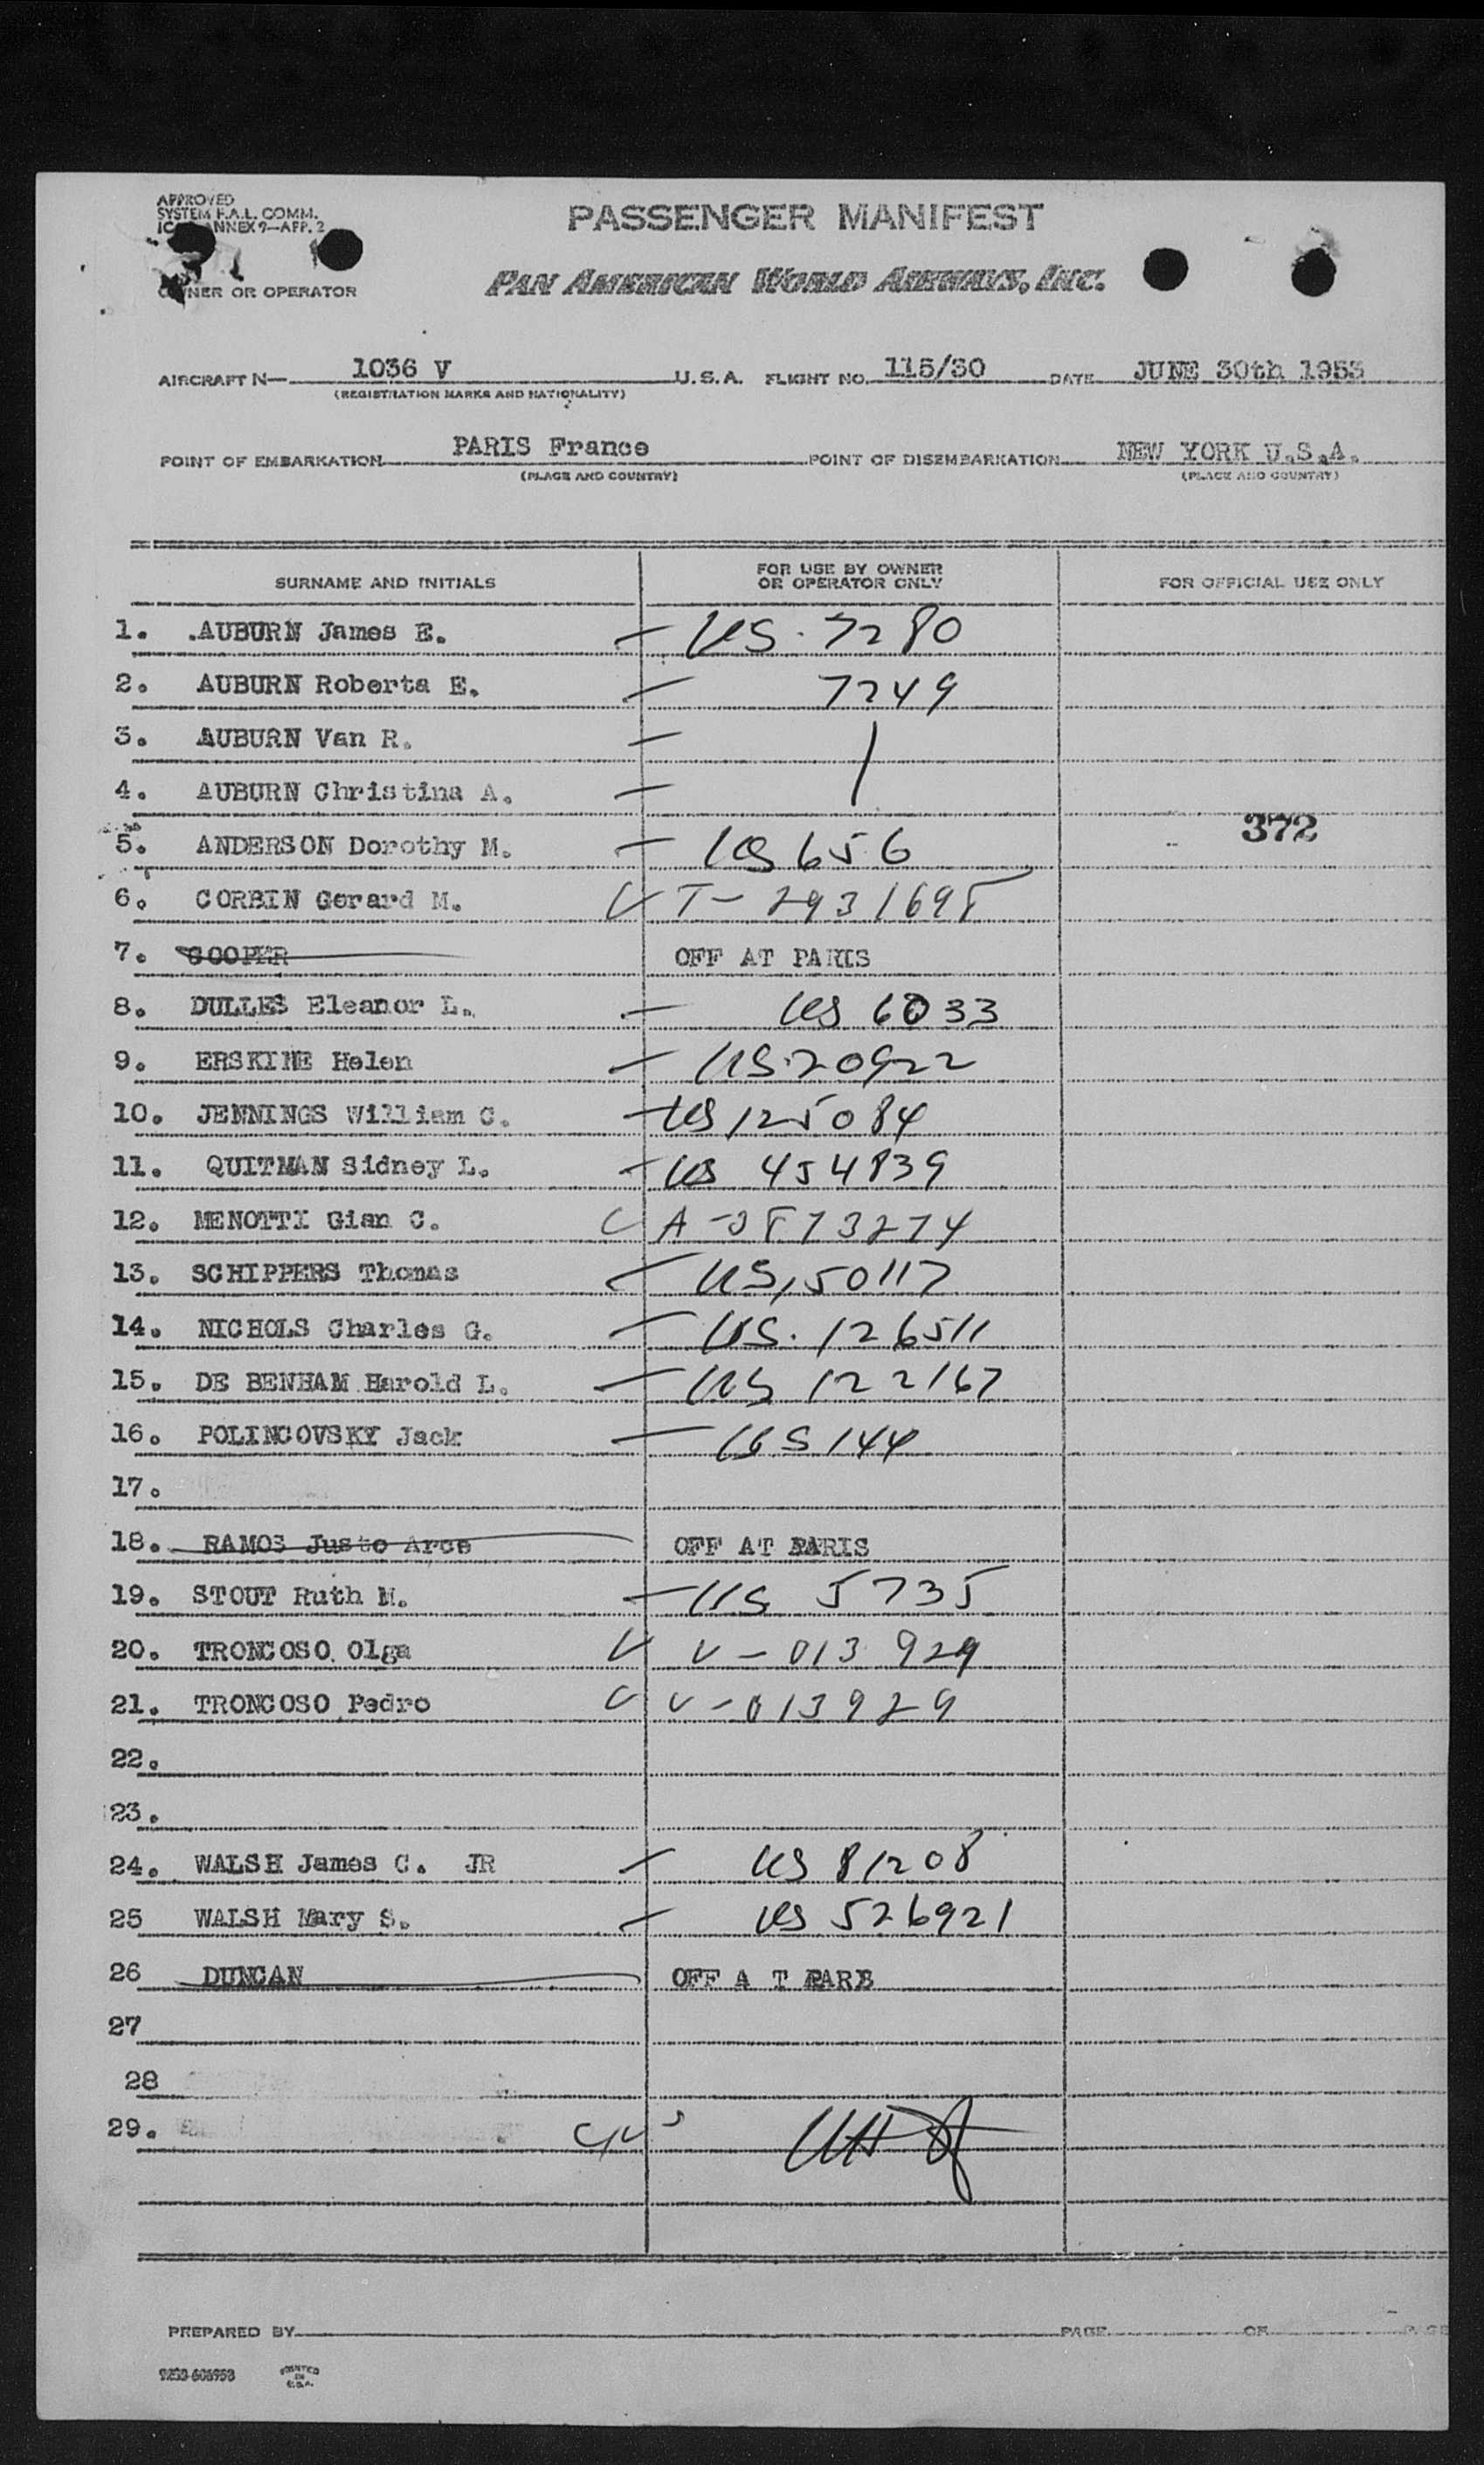 APPROVED
SYSTEM F.A.L. COMM.
ANNEX 9—APP. 2
OWNER OR OPERATOR
PASSENGER MANIFEST
PAN AMERICAN WORLD AIRWAYS, INC.
AIRCRAFT N— 1036 V U.S.A. FLIGHT NO. 115/30 DATE JUNE 30th 1953
(REGISTRATION MARKS AND NATIONALITY)
POINT OF EMBARKATION PARIS France POINT OF DISEMBARKATION NEW YORK U.S.A.
(PLACE AND COUNTRY) (PLACE AND COUNTRY)
SURNAME AND INITIALS FOR USE BY OWNER OR OPERATOR ONLY FOR OFFICIAL USE ONLY
1. AUBURN James E. — US. 7280
2. AUBURN Roberta E. — 7249
3. AUBURN Van R. —
4. AUBURN Christina A. —
372
5. ANDERSON Dorothy M. — US 656
6. CORBIN Gerard M. T- 2931695
7. COOPER OFF AT PARIS
8. DULLES Eleanor L. — US 6033
9. ERSKINE Helen — US 20922
10. JENNINGS William C. — US 125084
11. QUITMAN Sidney L. — US 454839
12. MENOTTI Gian C. A-
13. SCHIPPERS Thomas — US 150117
14. NICHOLS Charles G. — US. 126511
15. DE BENHAM Harold L. — US 122167
16. POLINCOVSKY Jack — US 144
17.
18. RAMOS Justo Arce OFF AT PARIS
19. STOUT Ruth M. — US 5735
20. TRONCOSO Olga V V-013929
21. TRONCOSO Pedro V V-013929
22.
23.
24. WALSH James C. JR — US 81208
25 WALSH Mary S. — US 526921
26 DUNCAN OFF A T PARE
27
28
29.
PREPARED BY PAGE OF PAGE
PRINTED IN U.S.A.